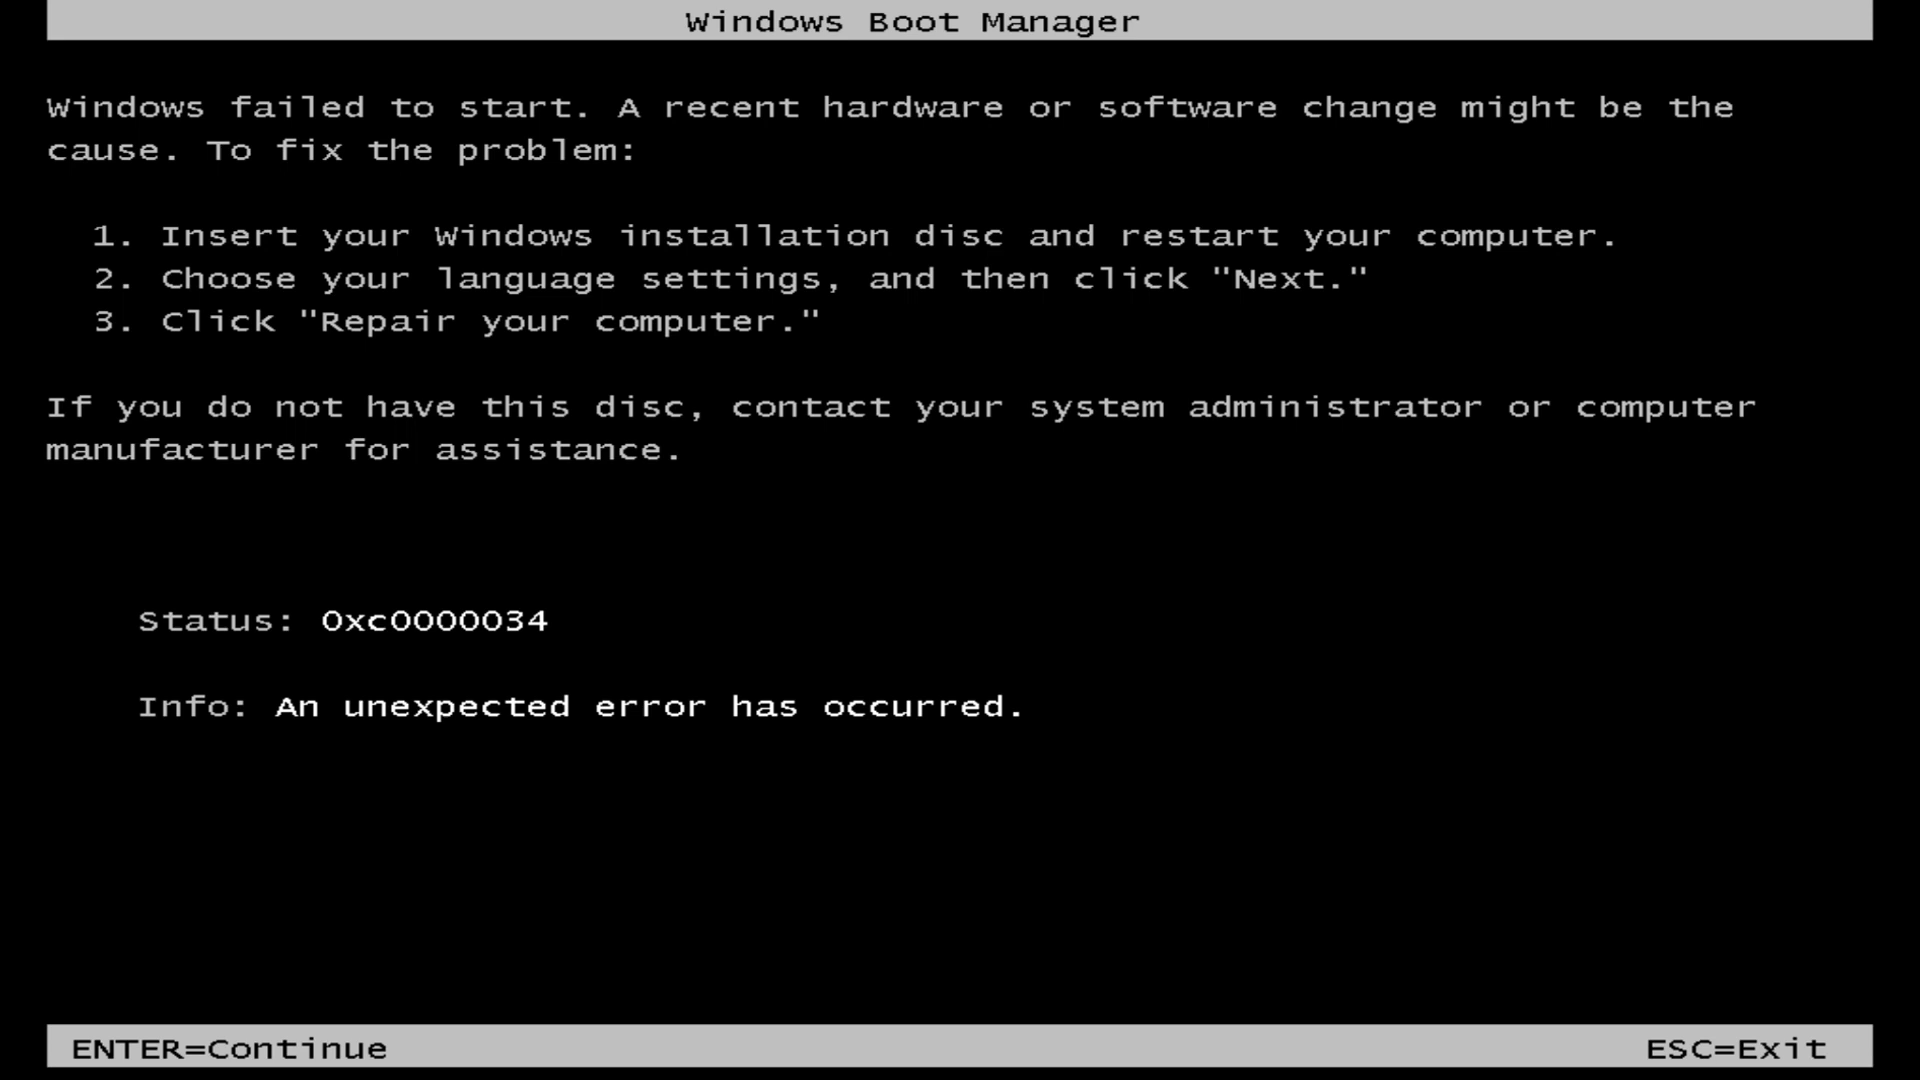 Windows Boot Manager
Windows failed to start. A recent hardware or software change might be the
cause. To fix the problem:
1. Insert your Windows installation disc and restart your computer.
2. Choose your language settings, and then click "Next."
3. Click "Repair your computer."
If you do not have this disc, contact your system administrator or computer
manufacturer for assistance.
Status: 0xc0000034
Info: An unexpected error has occurred.
ENTER=Continue ESC=Exit